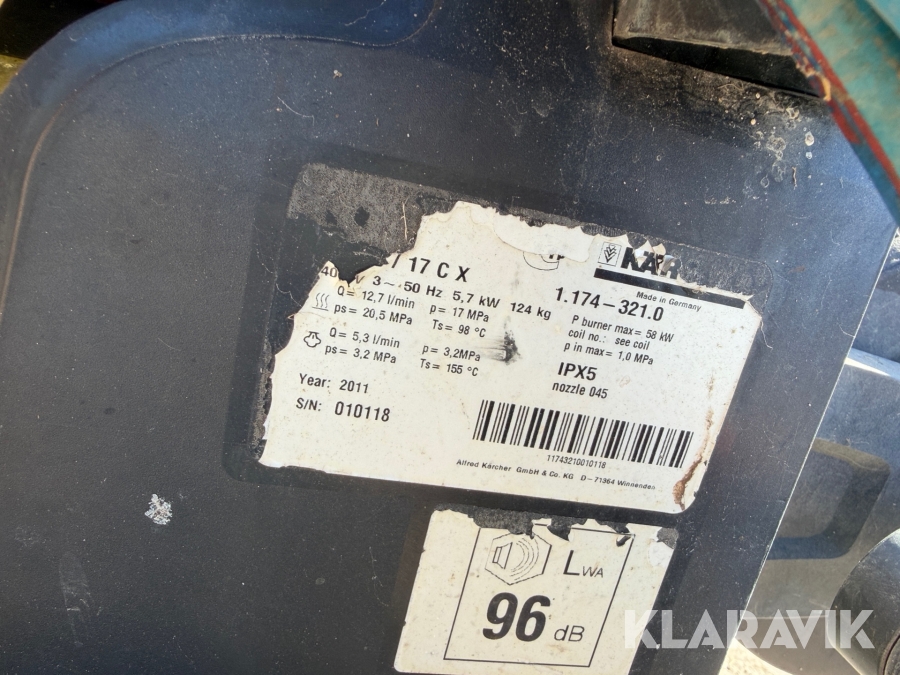 / 17 C X
KÄR
Made in Germany
40 V 3~ 50 Hz 5,7 kW 124 kg
1.174-321.0
Q= 12,7 l/min p= 17 MPa
ps= 20,5 MPa Ts= 98 °C
P burner max= 58 kW
coil no.: see coil
p in max= 1,0 MPa
Q= 5,3 l/min p= 3,2MPa
ps= 3,2 MPa Ts= 155 °C
IPX5
nozzle 045
Year: 2011
S/N: 010118
11743210010118
Alfred Kärcher GmbH & Co. KG D-71364 Winnenden
LWA
96 dB
KLARAVIK